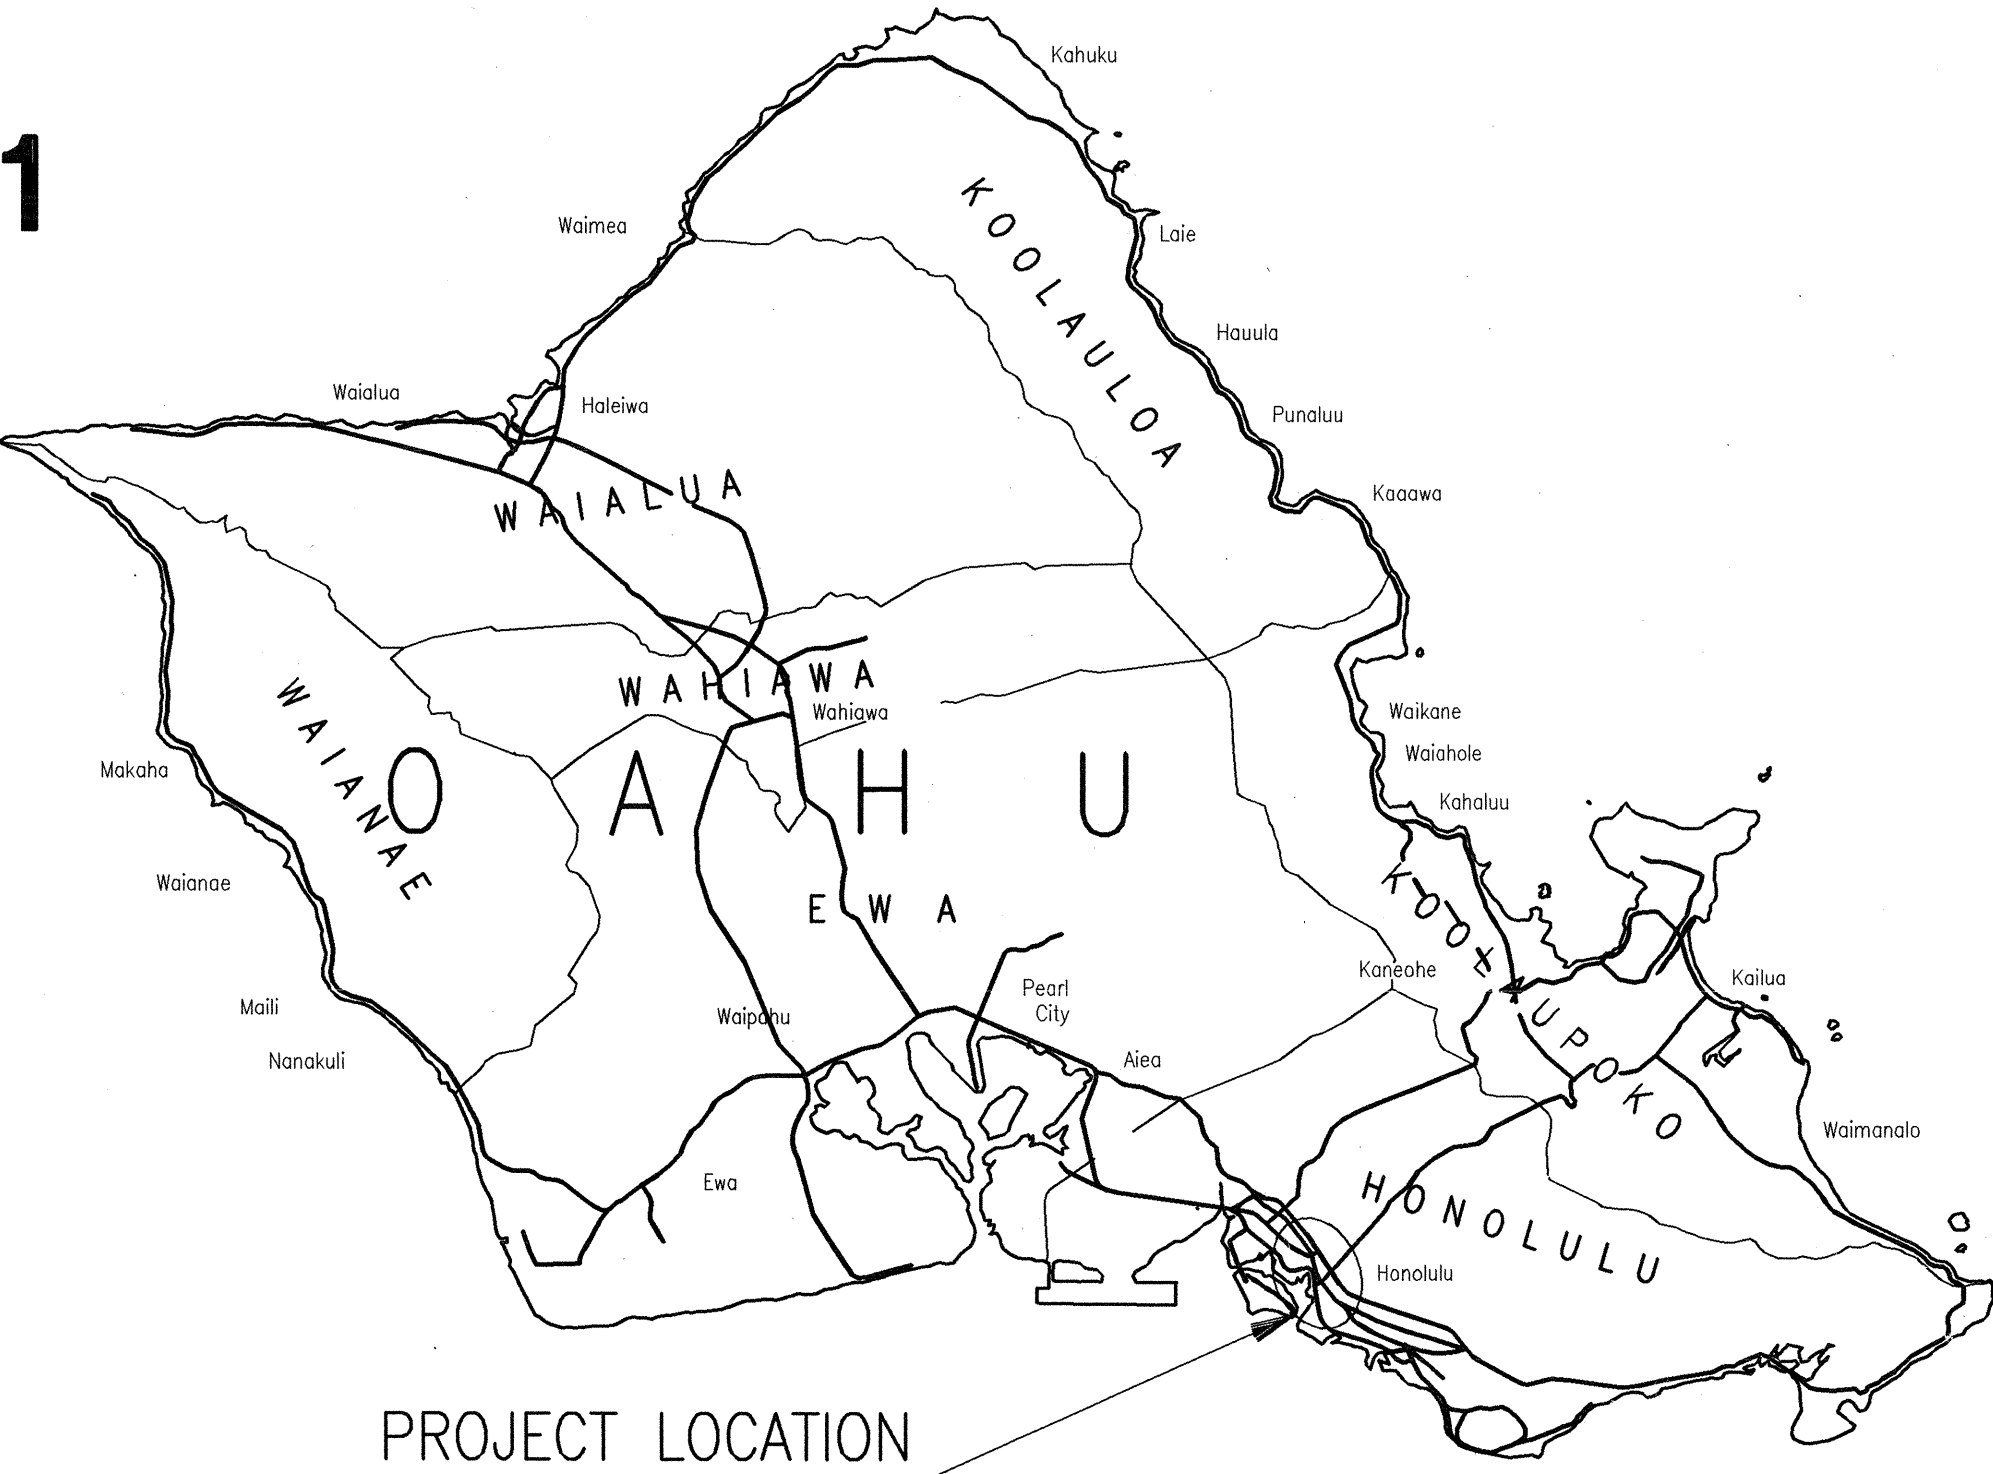 Kahuku
1
KOOLAULOA
Waimea
Laie
Hauula
Waialua
Haleiwa
Punaluu
WAIALUA
Kaaawa
WAHIAWA
WAIANAE
Wahiawa
Waikane
Waiahole
Makaha
OAHU
Kahaluu
Waianae
EWA
KOOLAUPOKO
Kaneohe
Kailua
Maili
Waipahu
Pearl
City
Nanakuli
Aiea
Waimanalo
Ewa
HONOLULU
Honolulu
PROJECT LOCATION